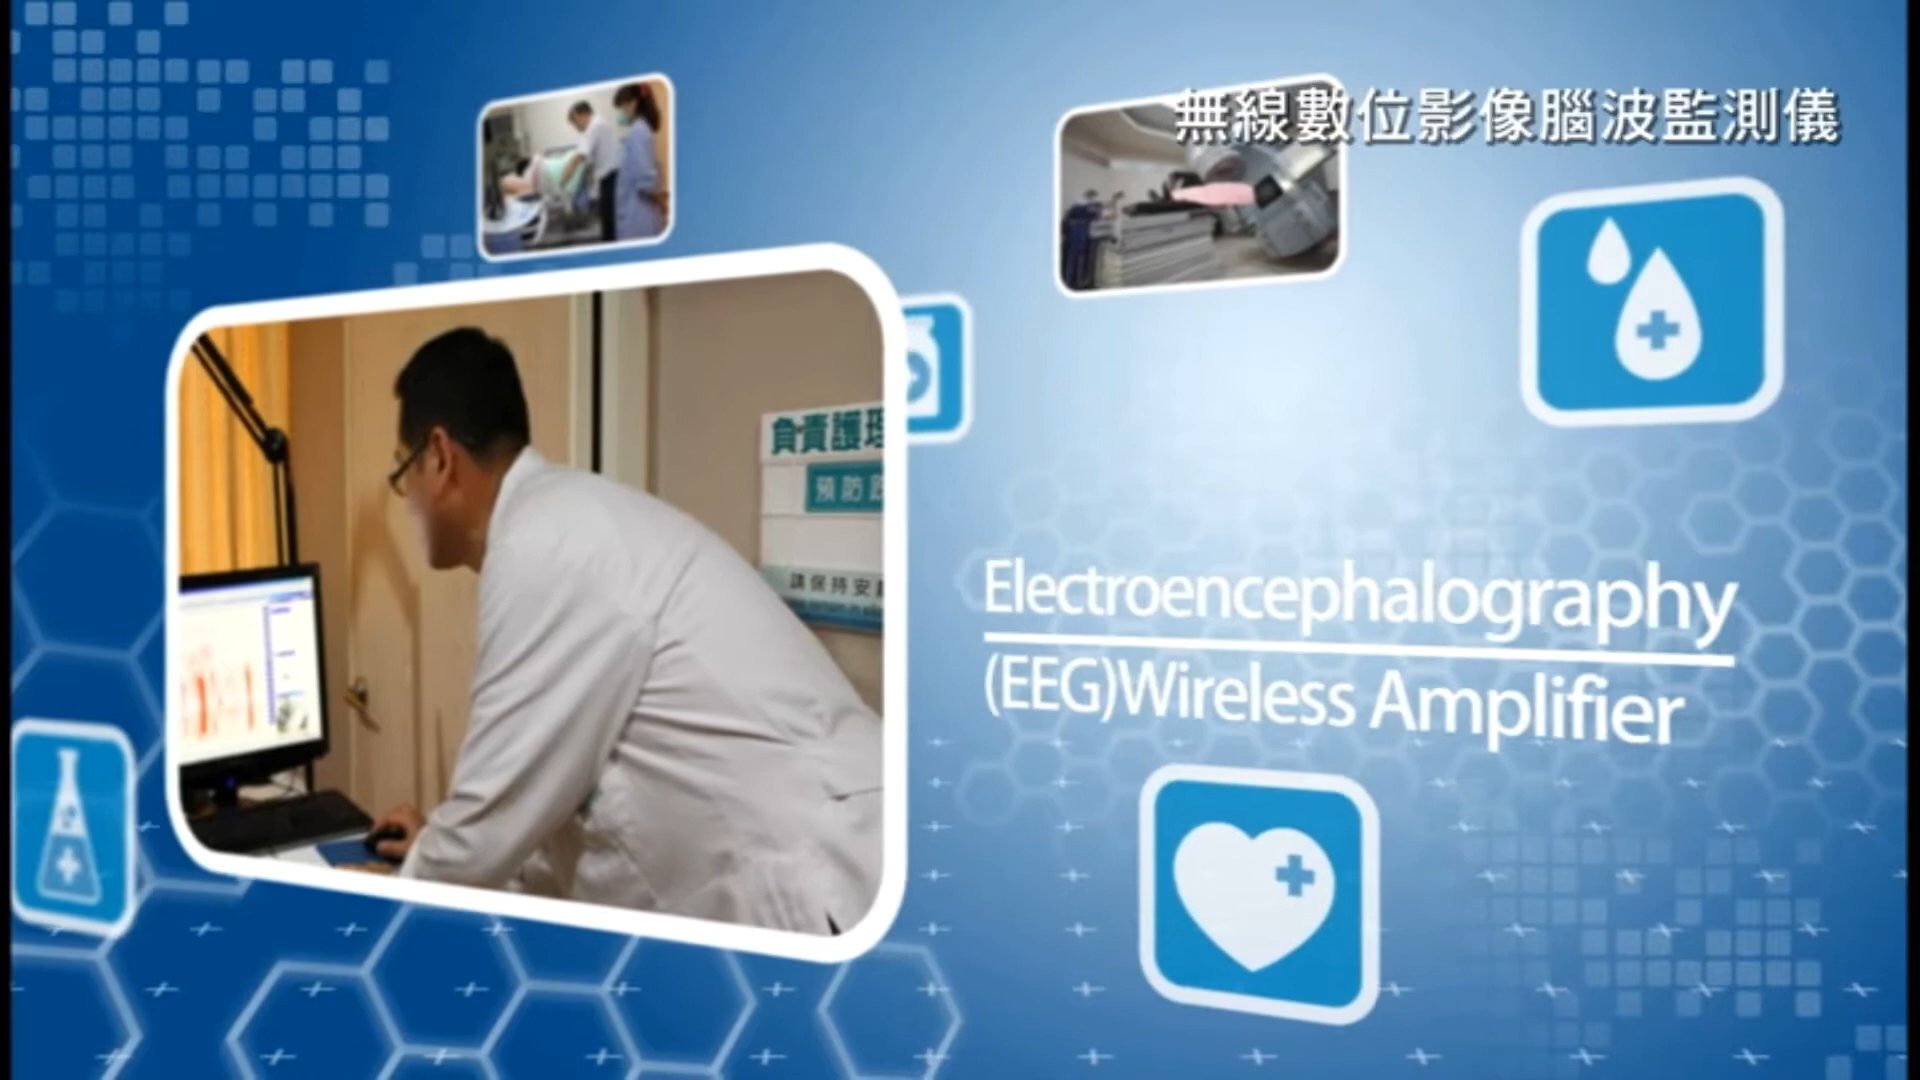 無線數位影像腦波監測儀
負責護理
預防跌
請保持安
Electroencephalography
(EEG)Wireless Amplifier